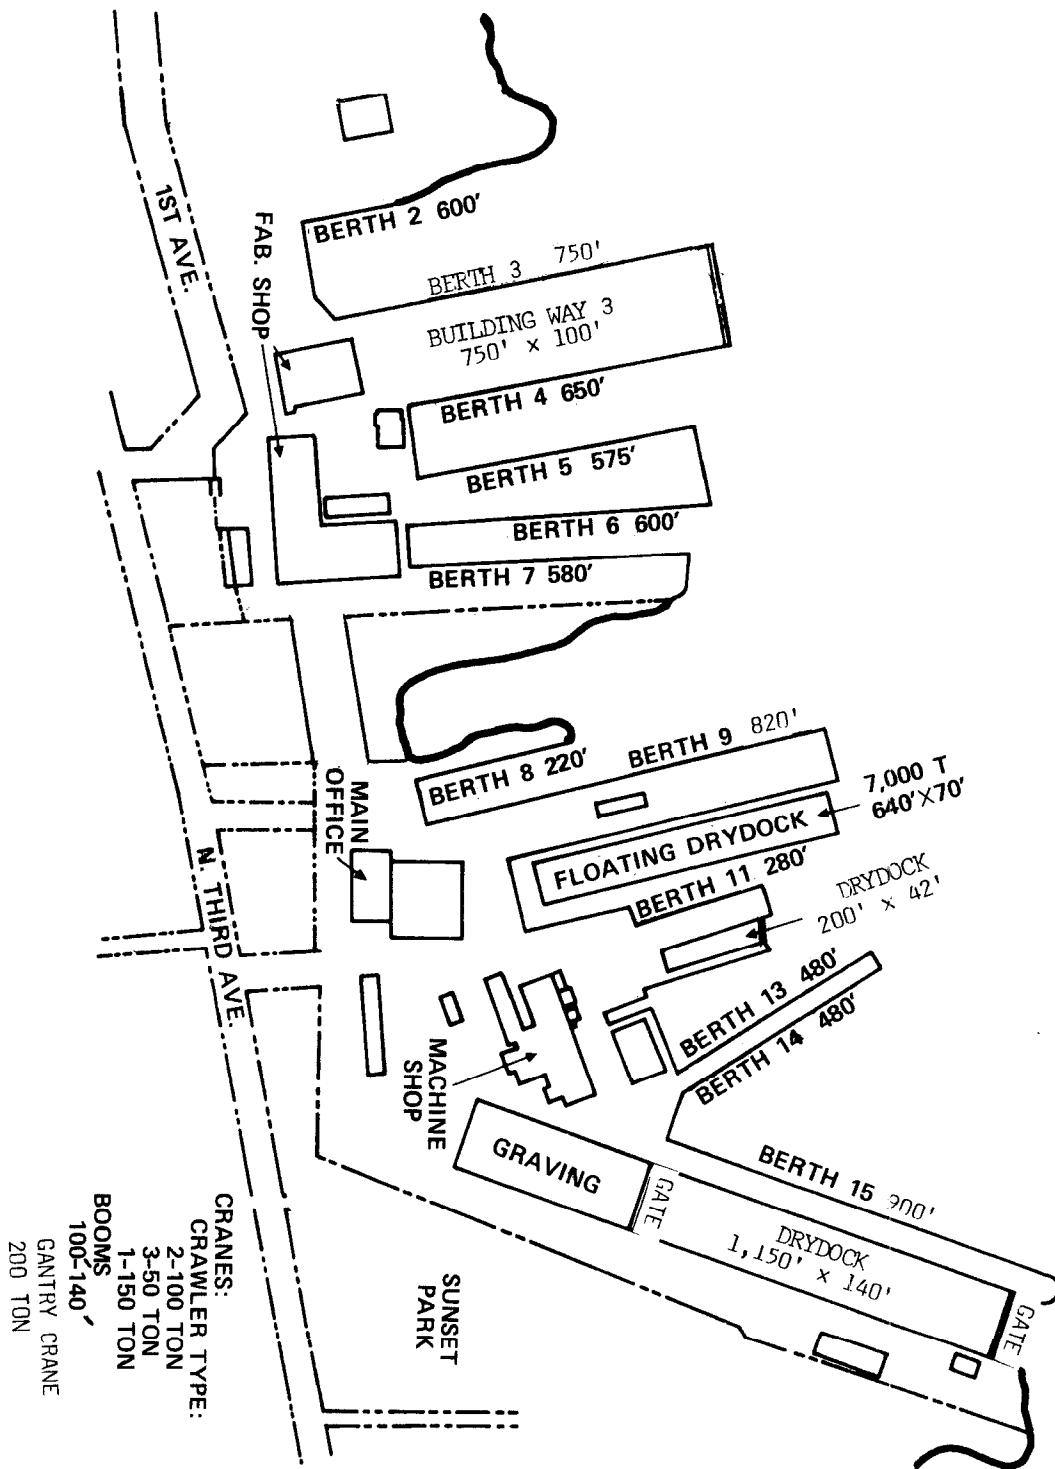 1ST AVE.
FAB. SHOP
BERTH 2 600'
BERTH 3 750'
BUILDING WAY 3
750' x 100'
BERTH 4 650'
BERTH 5 575'
BERTH 6 600'
BERTH 7 580'
BERTH 8 220'
BERTH 9 820'
7,000 T
640'X70'
FLOATING DRYDOCK
BERTH 11 280'
DRYDOCK
200' x 42'
MAIN
OFFICE
N. THIRD AVE.
BERTH 13 480'
BERTH 14 480'
MACHINE
SHOP
GRAVING
GATE
BERTH 15 900'
DRYDOCK
1,150' x 140'
GATE
SUNSET
PARK
CRANES:
CRAWLER TYPE:
2-100 TON
3-50 TON
1-150 TON
BOOMS
100-140'
GANTRY CRANE
200 TON